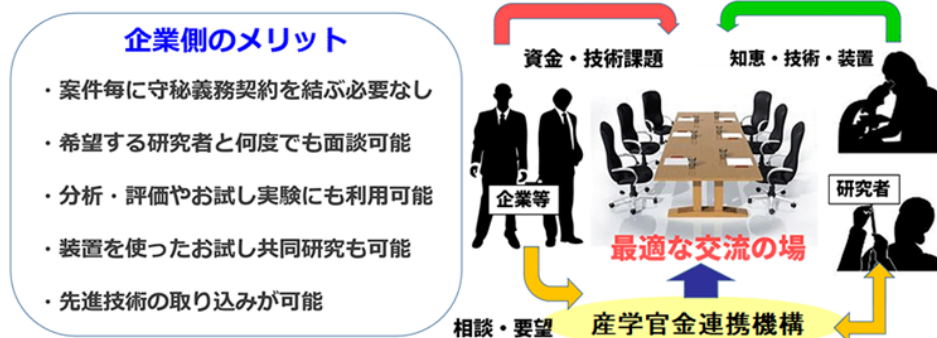 企業側のメリット
・案件毎に守秘義務契約を結ぶ必要なし
・希望する研究者と何度でも面談可能
・分析・評価やお試し実験にも利用可能
・装置を使ったお試し共同研究も可能
・先進技術の取り込みが可能
資金・技術課題
知恵・技術・装置
企業等
研究者
最適な交流の場
相談・要望
産学官金連携機構